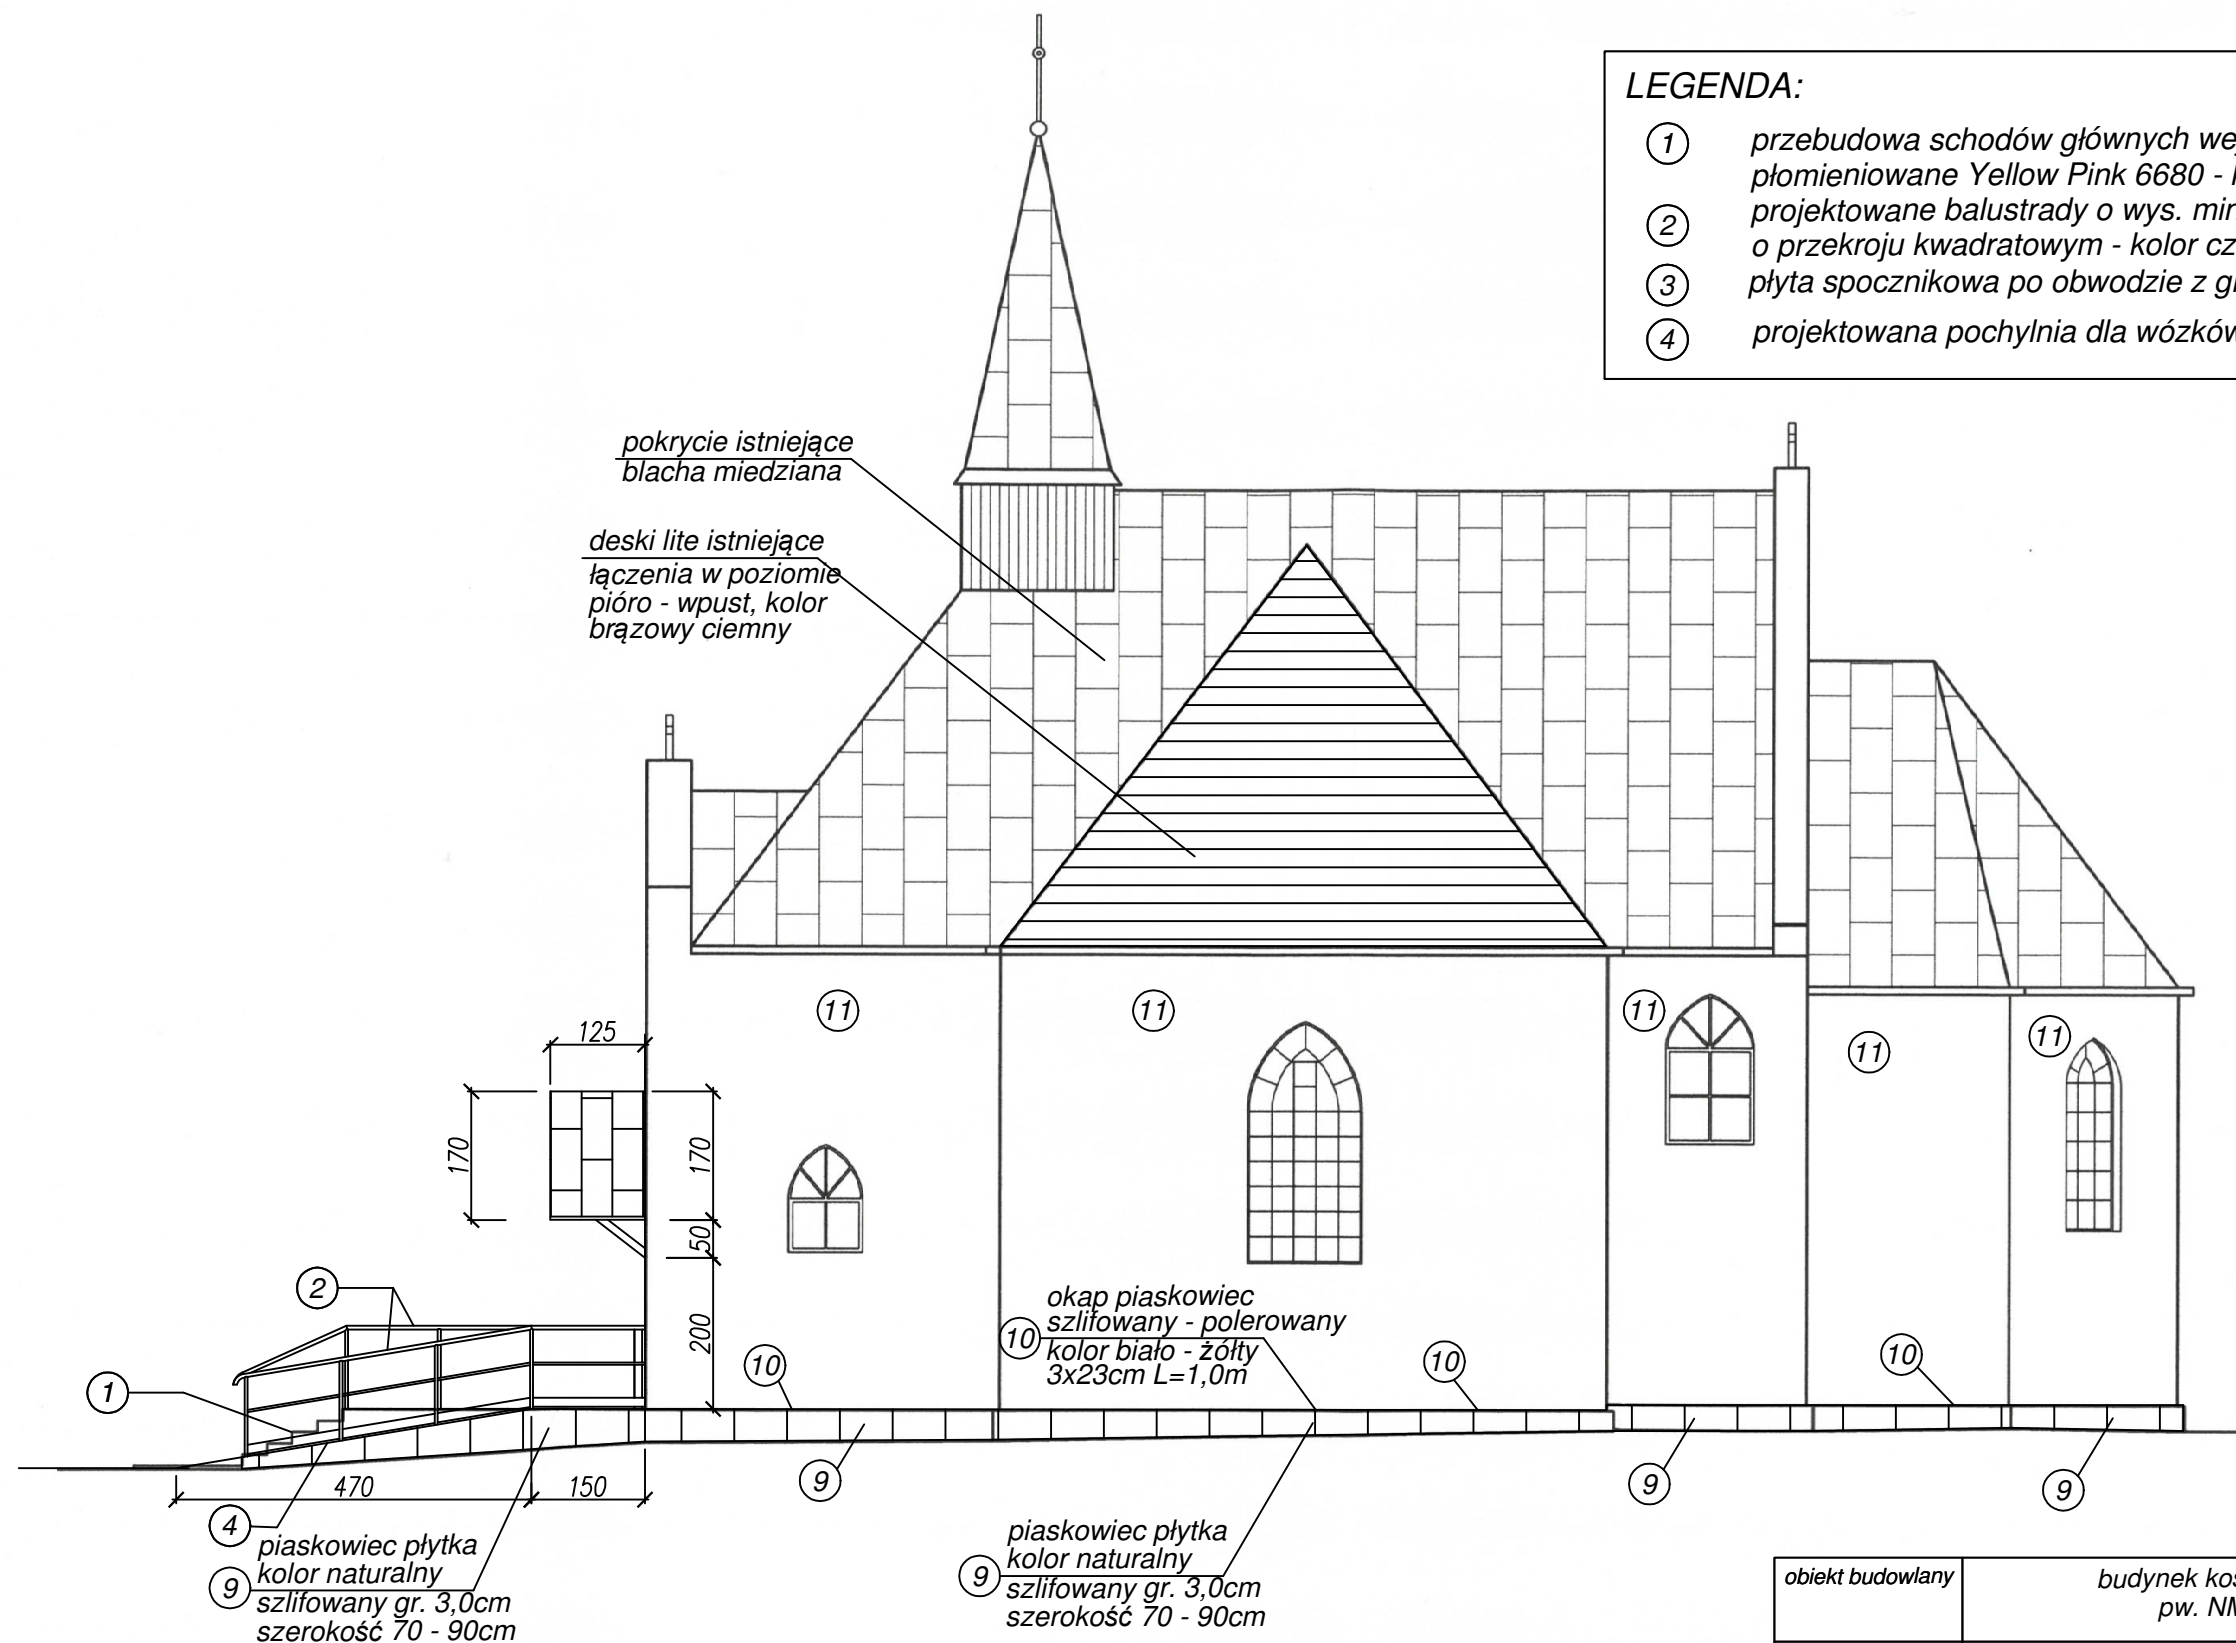 LEGENDA:
1 przebudowa schodów głównych
płomieniowane Yellow Pink 6680 -
2 projektowane balustrady o wys.
o przekroju kwadratowym - kolor
3 płyta spocznikowa po obwodzie z
4 projektowana pochylnia dla
pokrycie istniejące
blacha miedziana
deski lite istniejące
łączenia w poziomie
pióro - wpust, kolor
brązowy ciemny
11
11
11
11
11
125
170
170
50
200
2
1
10
okap piaskowiec
szlifowany - polerowany
10
kolor biało - żółty
3x23cm L=1,0m
10
10
9
9
9
470
150
4
piaskowiec płytka
kolor naturalny
9
szlifowany gr. 3,0cm
szerokość 70 - 90cm
piaskowiec płytka
kolor naturalny
9
szlifowany gr. 3,0cm
szerokość 70 - 90cm
obiekt budowlany
budynek
pw.